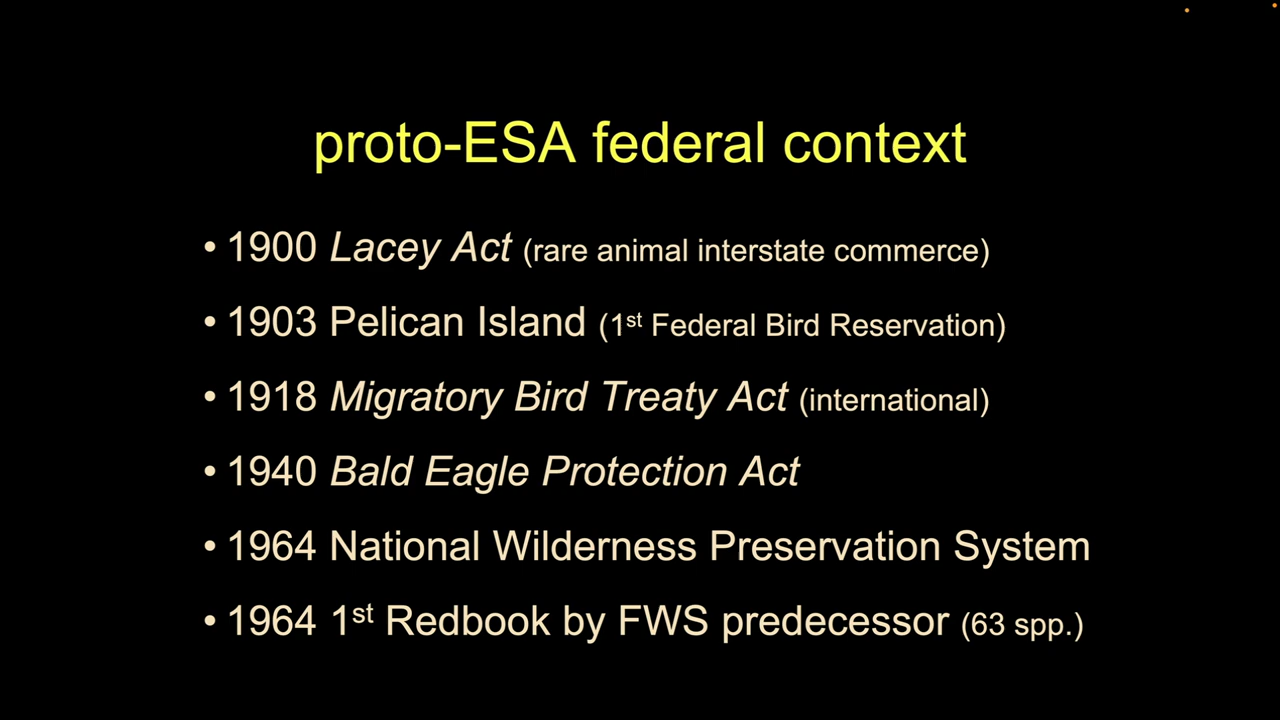 proto-ESA federal context
• 1900 Lacey Act (rare animal interstate commerce)
• 1903 Pelican Island (1st Federal Bird Reservation)
• 1918 Migratory Bird Treaty Act (international)
• 1940 Bald Eagle Protection Act
• 1964 National Wilderness Preservation System
• 1964 1st Redbook by FWS predecessor (63 spp.)